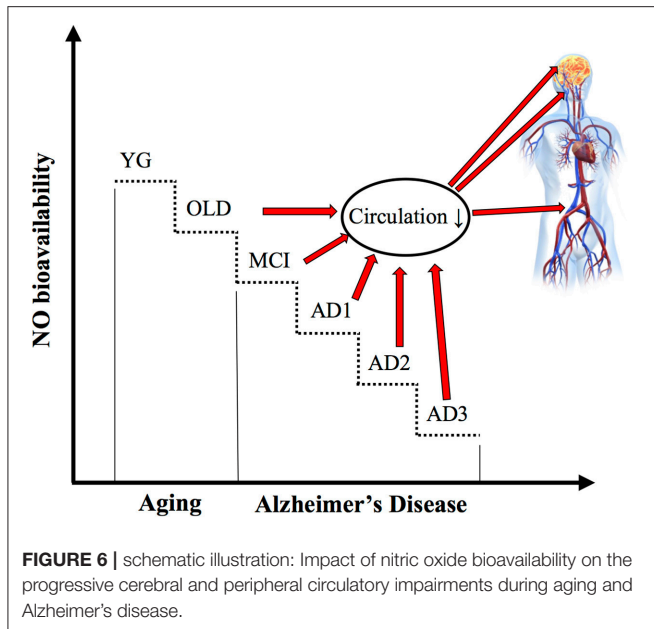 NO bioavailability
YG
OLD
MCI
AD1
AD2
AD3
Circulation ↓
Aging
Alzheimer's Disease
FIGURE 6 | schematic illustration: Impact of nitric oxide bioavailability on the
progressive cerebral and peripheral circulatory impairments during aging and
Alzheimer's disease.